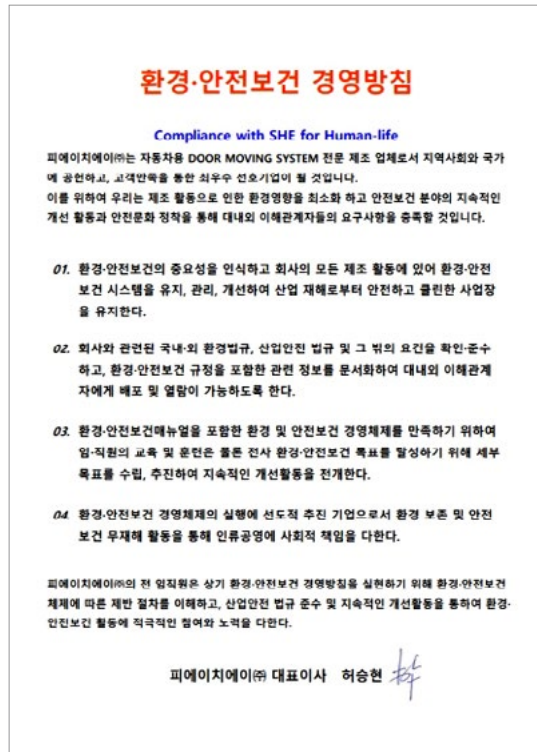 환경·안전보건 경영방침
Compliance with SHE for Human-life
피에이치에이㈜는 자동차용 DOOR MOVING SYSTEM 전문 제조 업체로서 지역사회와 국가
에 공헌하고, 고객만족을 통한 최우수 선호기업이 될 것입니다.
이를 위하여 우리는 제조 활동으로 인한 환경영향을 최소화 하고 안전보건 분야의 지속적인
개선 활동과 안전문화 정착을 통해 대내외 이해관계자들의 요구사항을 충족할 것입니다.
01. 환경·안전보건의 중요성을 인식하고 회사의 모든 제조 활동에 있어 환경·안전
보건 시스템을 유지, 관리, 개선하여 산업 재해로부터 안전하고 클린한 사업장
을 유지한다.
02. 회사와 관련된 국내·외 환경법규, 산업안전 법규 및 그 밖의 요건을 확인·준수
하고, 환경·안전보건 규정을 포함한 관련 정보를 문서화하여 대내외 이해관계
자에게 배포 및 열람이 가능하도록 한다.
03. 환경·안전보건매뉴얼을 포함한 환경 및 안전보건 경영체제를 만족하기 위하여
임·직원의 교육 및 훈련은 물론 전사 환경·안전보건 목표를 달성하기 위해 세부
목표를 수립, 추진하여 지속적인 개선활동을 전개한다.
04. 환경·안전보건 경영체제의 실행에 선도적 추진 기업으로서 환경 보존 및 안전
보건 무재해 활동을 통해 인류공영에 사회적 책임을 다한다.
피에이치에이㈜의 전 임직원은 상기 환경·안전보건 경영방침을 실현하기 위해 환경·안전보건
체제에 따른 제반 절차를 이해하고, 산업안전 법규 준수 및 지속적인 개선활동을 통하여 환경·
안전보건 활동에 적극적인 참여와 노력을 다한다.
피에이치에이㈜ 대표이사 허승현